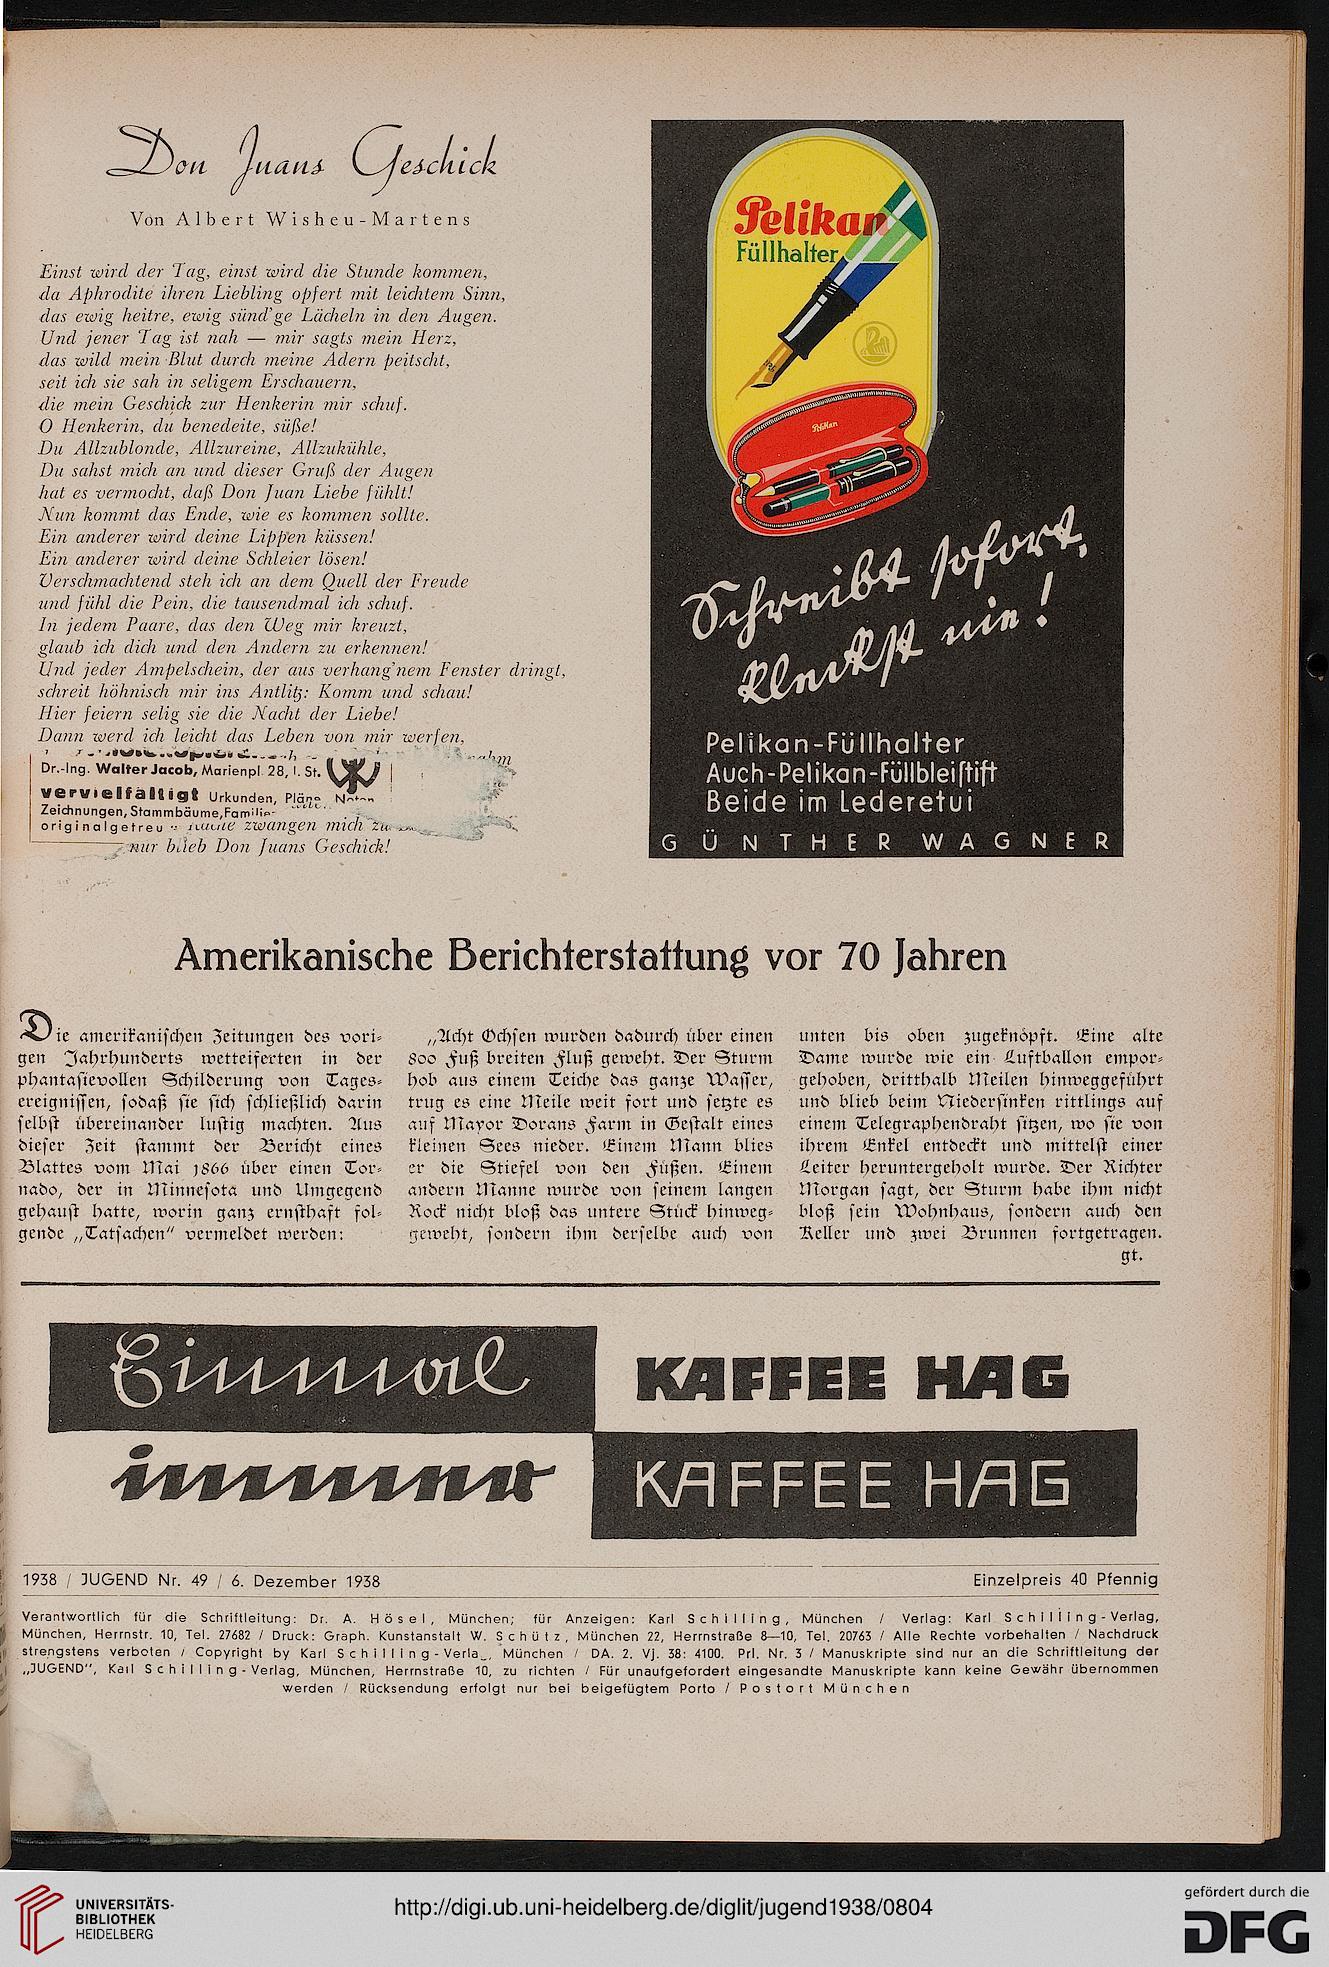 Don Juans Geschick
Von Albert Wisheu-Martens
Einst wird der Tag, einst wird die Stunde kommen,
da Aphrodite ihren Liebling opfert mit leichtem Sinn,
das ewig heitre, ewig sünd'ge Lächeln in den Augen.
Und jener Tag ist nah — mir sagts mein Herz,
das wild mein Blut durch meine Adern peitscht,
seit ich sie sah in seligem Erschauern,
die mein Geschick zur Henkerin mir schuf.
O Henkerin, du benedeite, süße!
Du Allzublonde, Allzureine, Allzukühle,
Du sahst mich an und dieser Gruß der Augen
hat es vermocht, daß Don Juan Liebe fühlt!
Nun kommt das Ende, wie es kommen sollte.
Ein anderer wird deine Lippen küssen!
Ein anderer wird deine Schleier lösen!
Verschmachtend steh ich an dem Quell der Freude
und fühl die Pein, die tausendmal ich schuf.
In jedem Paare, das den Weg mir kreuzt,
glaub ich dich und den Andern zu erkennen!
Und jeder Ampelschein, der aus verhang'nem Fenster dringt,
schreit höhnisch mir ins Antlitz: Komm und schau!
Hier feiern selig sie die Nacht der Liebe!
Dann werd ich leicht das Leben von mir werfen,
Dr.-Ing. Walter Jacob, Marienpl. 28, I. St.
vervielfältigt Urkunden, Pläne, Noten
Zeichnungen, Stammbäume, Familie-
originalgetreu
zwangen mich zu
nur blieb Don Juans Geschick!
Pelikan
Füllhalter
Pelikan
Schreibt sofort,
kleckst nie!
Pelikan-Füllhalter
Auch-Pelikan-Füllbleistift
Beide im Lederetui
GÜNTHER WAGNER
Amerikanische Berichterstattung vor 70 Jahren
Die amerikanischen Zeitungen des vori-
gen Jahrhunderts wetteiferten in der
phantasievollen Schilderung von Tages-
ereignissen, sodaß sie sich schließlich darin
selbst übereinander lustig machten. Aus
dieser Zeit stammt der Bericht eines
Blattes vom Mai 1866 über einen Tor-
nado, der in Minnesota und Umgegend
gehaust hatte, worin ganz ernsthaft fol-
gende „Tatsachen" vermeldet werden:
„Acht Ochsen wurden dadurch über einen
800 Fuß breiten Fluß geweht. Der Sturm
hob aus einem Teiche das ganze Wasser,
trug es eine Meile weit fort und setzte es
auf Mayor Dorans Farm in Gestalt eines
kleinen Sees nieder. Einem Mann blies
er die Stiefel von den Füßen. Einem
andern Manne wurde von seinem langen
Rock nicht bloß das untere Stück hinweg-
geweht, sondern ihm derselbe auch von
unten bis oben zugeknöpft. Eine alte
Dame wurde wie ein Luftballon empor-
gehoben, dritthalb Meilen hinweggeführt
und blieb beim Niedersinken rittlings auf
einem Telegraphendraht sitzen, wo sie von
ihrem Enkel entdeckt und mittelst einer
Leiter heruntergeholt wurde. Der Richter
Morgan sagt, der Sturm habe ihm nicht
bloß sein Wohnhaus, sondern auch den
Keller und zwei Brunnen fortgetragen.
gt.
Einmal KAFFEE HAG
immer KAFFEE HAG
1938 / JUGEND Nr. 49 / 6. Dezember 1938 Einzelpreis 40 Pfennig
Verantwortlich für die Schriftleitung: Dr. A. Hösel, München; für Anzeigen: Karl Schilling, München / Verlag: Karl Schilling-Verlag,
München, Herrnstr. 10, Tel. 27682 / Druck: Graph. Kunstanstalt W. Schütz, München 22, Herrnstraße 8—10, Tel. 20763 / Alle Rechte vorbehalten / Nachdruck
strengstens verboten / Copyright by Karl Schilling-Verlag, München / DA. 2. Vj. 38: 4100. Prl. Nr. 3 / Manuskripte sind nur an die Schriftleitung der
„JUGEND", Karl Schilling-Verlag, München, Herrnstraße 10, zu richten / Für unaufgefordert eingesandte Manuskripte kann keine Gewähr übernommen
werden / Rücksendung erfolgt nur bei beigefügtem Porto / Postort München
UNIVERSITÄTS-
BIBLIOTHEK
HEIDELBERG
http://digi.ub.uni-heidelberg.de/diglit/jugend1938/0804
gefördert durch die
DFG